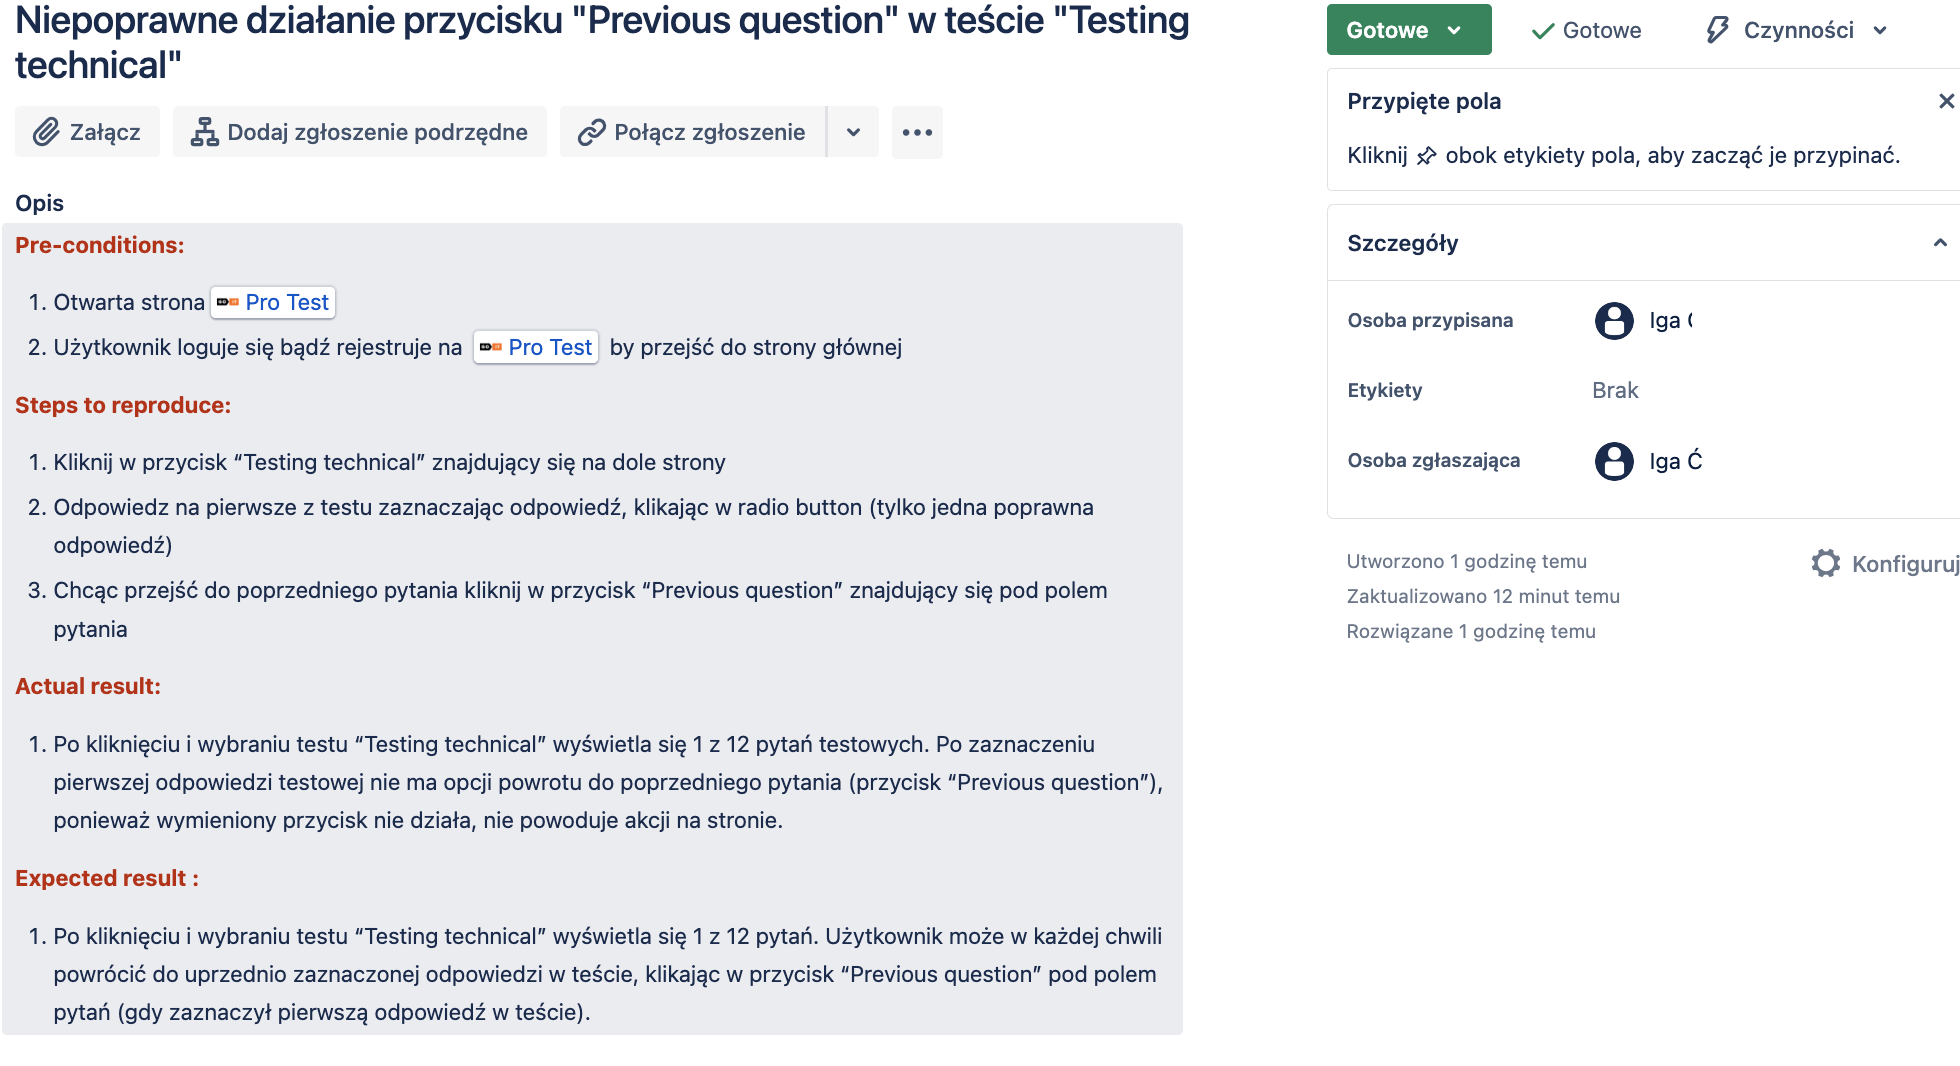 Niepoprawne działanie przycisku "Previous question" w teście "Testing
technical"
Załącz
Dodaj zgłoszenie podrzędne
Połącz zgłoszenie
Opis
Pre-conditions:
1. Otwarta strona Pro Test
2. Użytkownik loguje się bądź rejestruje na Pro Test by przejść do strony głównej
Steps to reproduce:
1. Kliknij w przycisk “Testing technical” znajdujący się na dole strony
2. Odpowiedz na pierwsze z testu zaznaczając odpowiedź, klikając w radio button (tylko jedna poprawna
odpowiedź)
3. Chcąc przejść do poprzedniego pytania kliknij w przycisk “Previous question” znajdujący się pod polem
pytania
Actual result:
1. Po kliknięciu i wybraniu testu “Testing technical” wyświetla się 1 z 12 pytań testowych. Po zaznaczeniu
pierwszej odpowiedzi testowej nie ma opcji powrotu do poprzedniego pytania (przycisk “Previous question”),
ponieważ wymieniony przycisk nie działa, nie powoduje akcji na stronie.
Expected result :
1. Po kliknięciu i wybraniu testu “Testing technical” wyświetla się 1 z 12 pytań. Użytkownik może w każdej chwili
powrócić do uprzednio zaznaczonej odpowiedzi w teście, klikając w przycisk “Previous question” pod polem
pytań (gdy zaznaczył pierwszą odpowiedź w teście).
Gotowe
Gotowe
Czynności
Przypięte pola
Kliknij obok etykiety pola, aby zacząć je przypinać.
Szczegóły
Osoba przypisana
Iga
Etykiety
Brak
Osoba zgłaszająca
Iga Ć
Utworzono 1 godzinę temu
Zaktualizowano 12 minut temu
Rozwiązane 1 godzinę temu
Konfiguruj